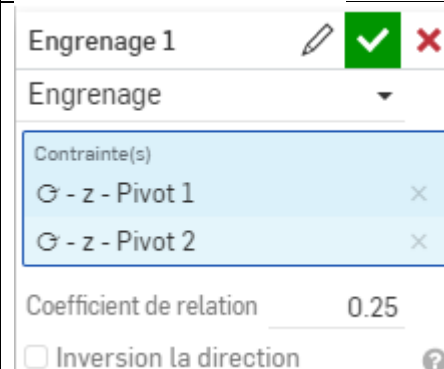 Engrenage 1
Engrenage
Contrainte(s)
- z - Pivot 1
- z - Pivot 2
Coefficient de relation 0.25
Inversion la direction